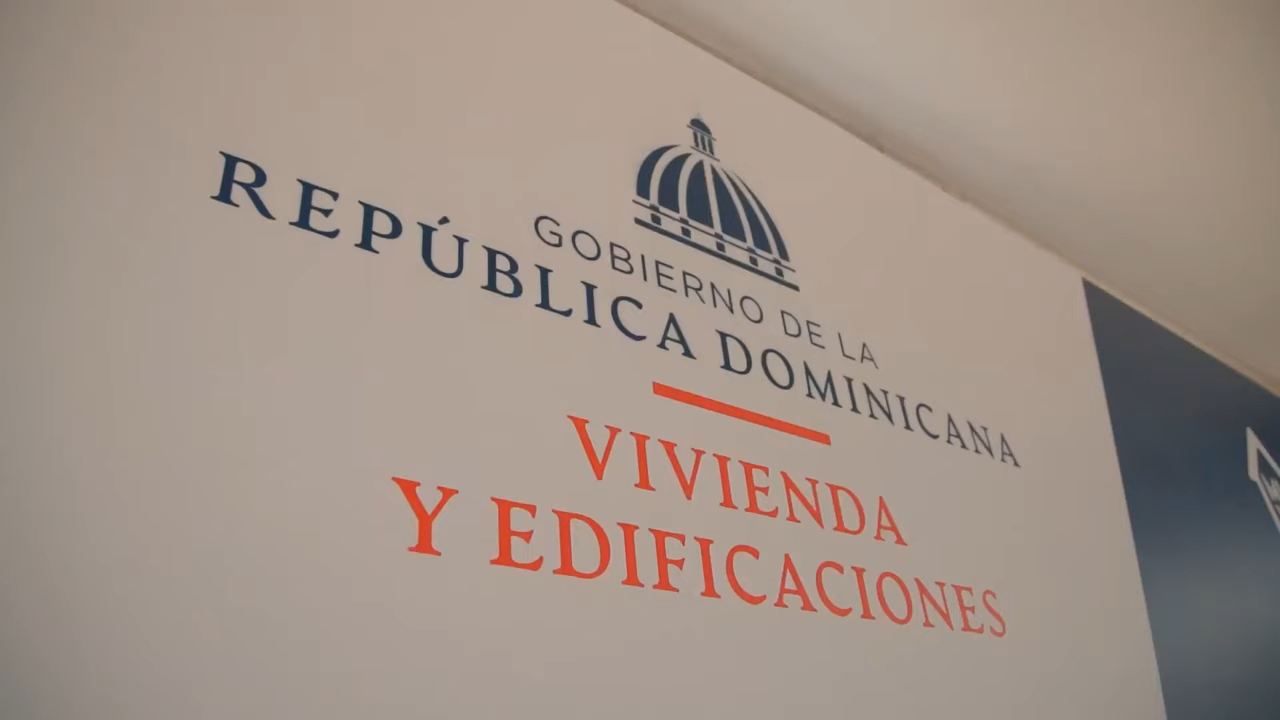 GOBIERNO DE LA
REPÚBLICA DOMINICANA
VIVIENDA
Y EDIFICACIONES